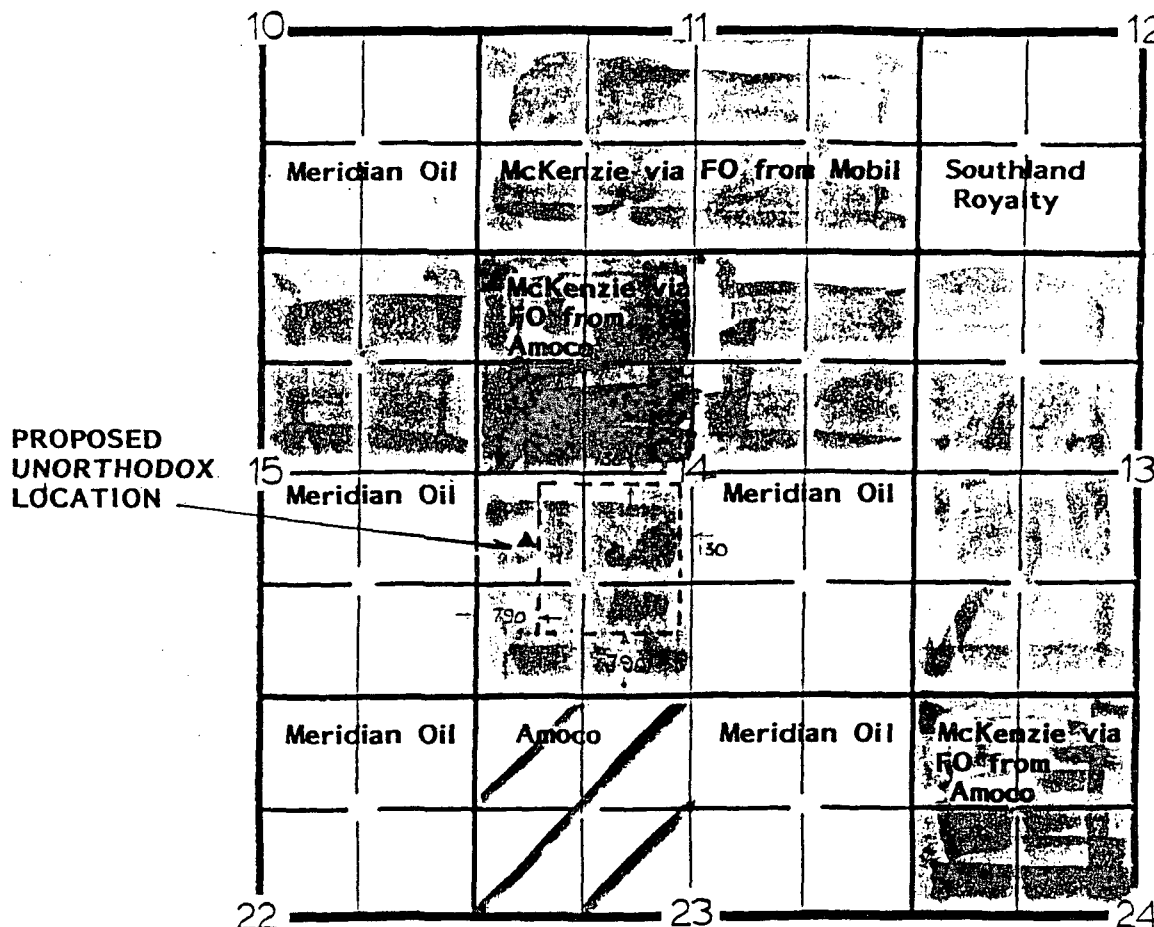 10 11 12
Meridian Oil McKenzie via FO from Mobil Southland
Royalty
McKenzie via
FO from
Amoco
PROPOSED
UNORTHODOX
LOCATION
15 14 13
Meridian Oil Meridian Oil
130
790
790
Meridian Oil Amoco Meridian Oil McKenzie via
FO from
Amoco
22 23 24